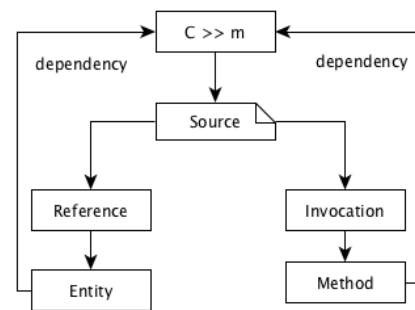 C >> m
dependency
dependency
Source
Reference
Invocation
Entity
Method